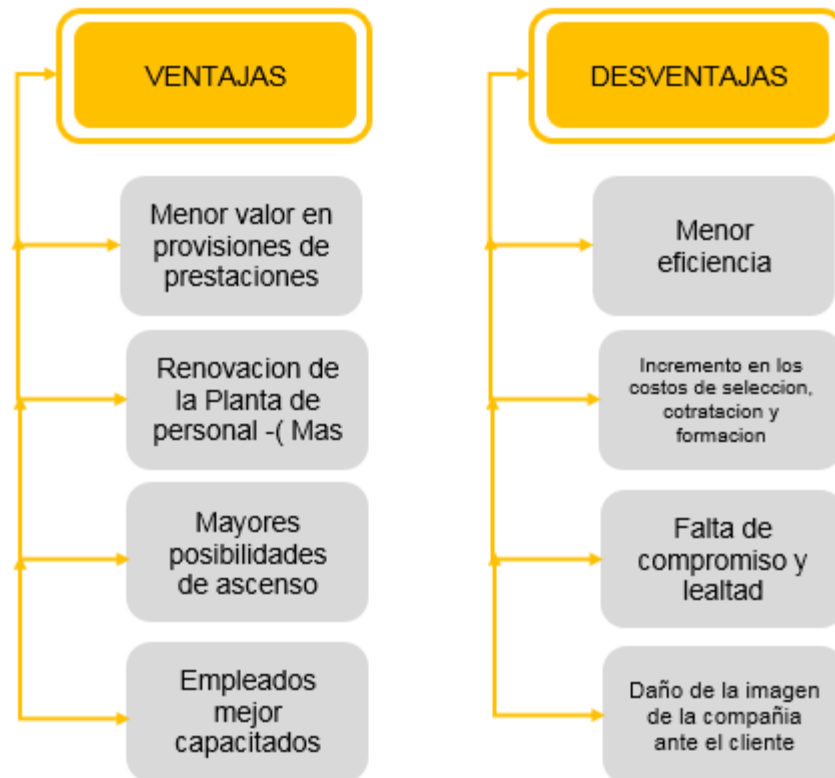 VENTAJAS
Menor valor en
provisiones de
prestaciones
Renovacion de
la Planta de
personal -( Mas
Mayores
posibilidades
de ascenso
Empleados
mejor
capacitados
DESVENTAJAS
Menor
eficiencia
Incremento en los
costos de seleccion,
cotratacion y
formacion
Falta de
compromiso y
lealtad
Daño de la imagen
de la compañia
ante el cliente